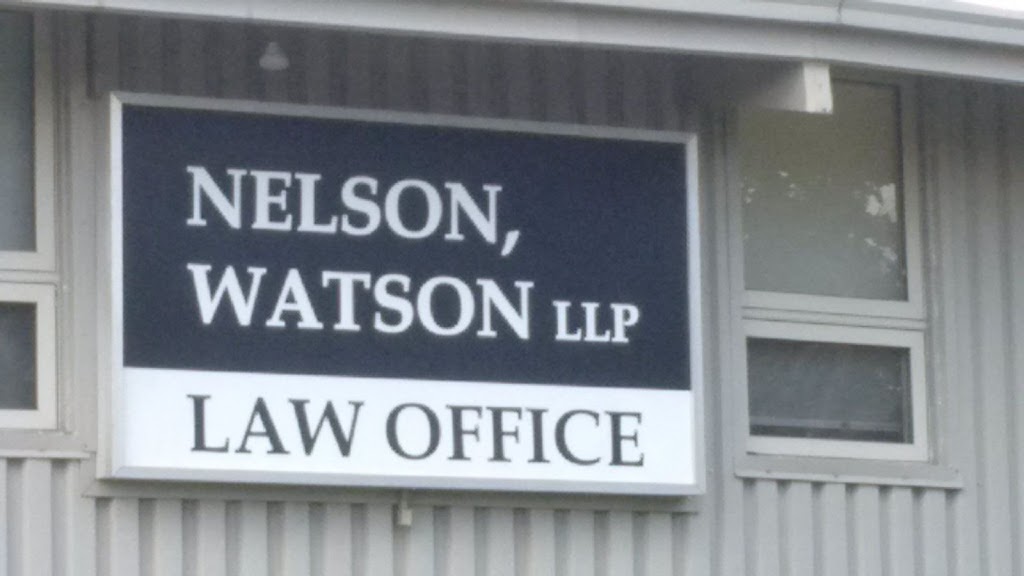 NELSON,
WATSON LLP
LAW OFFICE